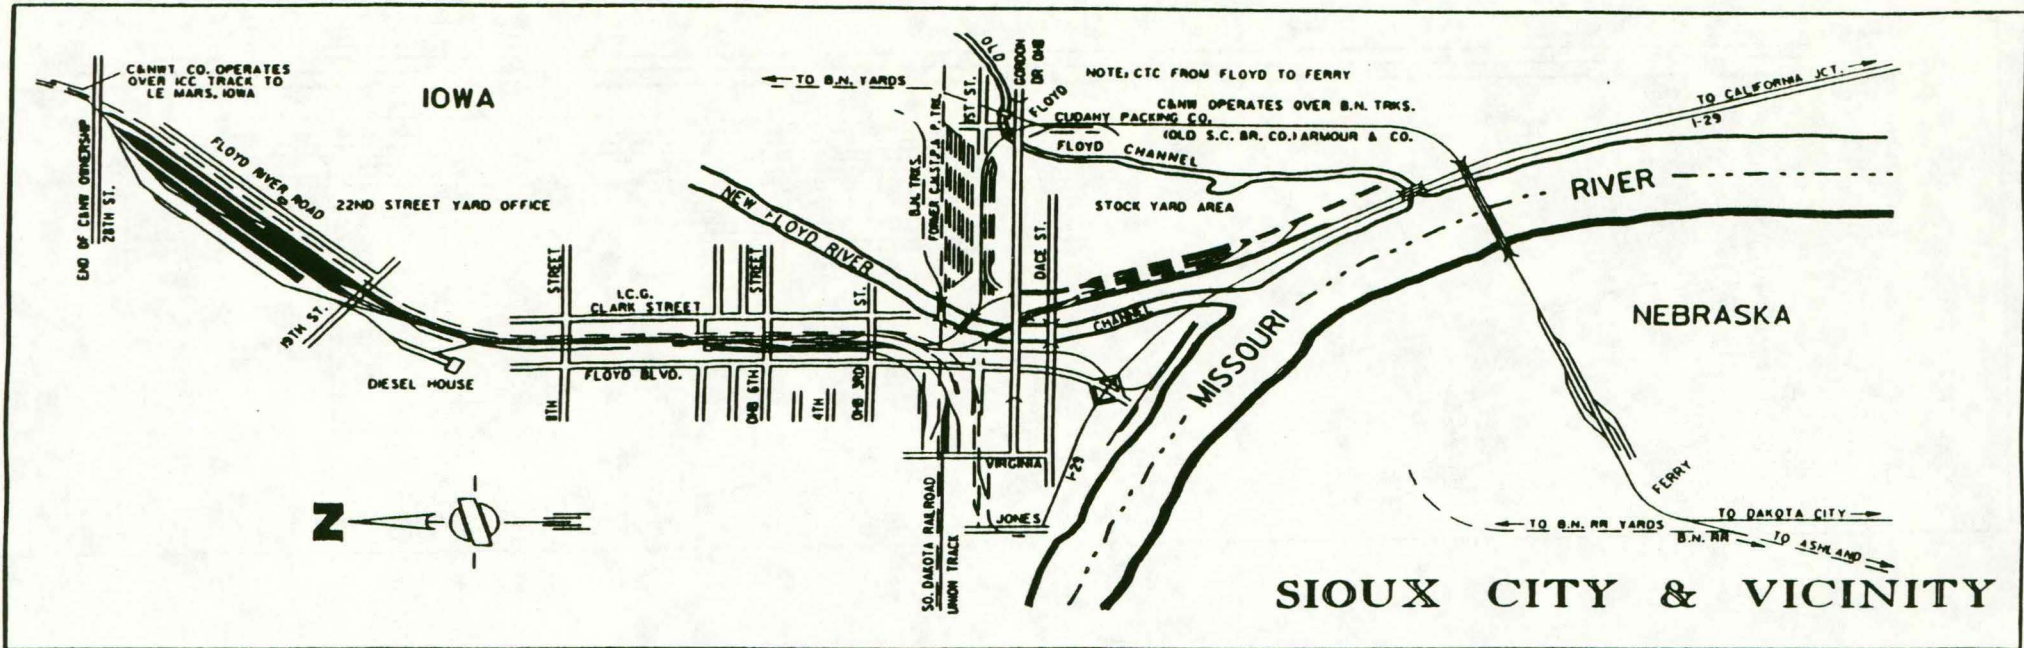 C&NWT CO. OPERATES
OVER ICC TRACK TO
LE MARS, IOWA
IOWA
END OF C&NW OWNERSHIP
28TH ST.
FLOYD RIVER ROAD
22ND STREET YARD OFFICE
19TH ST.
DIESEL HOUSE
8TH
STREET
I.C.G.
CLARK STREET
FLOYD BLVD.
OMB 6TH
STREET
4TH
OMB 3RD
ST.
NEW FLOYD RIVER
CHANNEL
TO B.N. YARDS
B.N. TRKS.
FORMER C.M.ST.P.& P. TRK.
1ST ST.
OLD
FLOYD
GORDON
DR OMB
NOTE: CTC FROM FLOYD TO FERRY
C&NW OPERATES OVER B.N. TRKS.
CUDAHY PACKING CO.
(OLD S.C. BR. CO.) ARMOUR & CO.
FLOYD CHANNEL
STOCK YARD AREA
DACE ST.
VIRGINIA
JONES
I-29
SO. DAKOTA RAILROAD
UNION TRACK
TO CALIFORNIA JCT.
I-29
MISSOURI
RIVER
NEBRASKA
FERRY
TO DAKOTA CITY
TO B.N. RR YARDS
B.N. RR
TO ASHLAND
N
SIOUX CITY & VICINITY